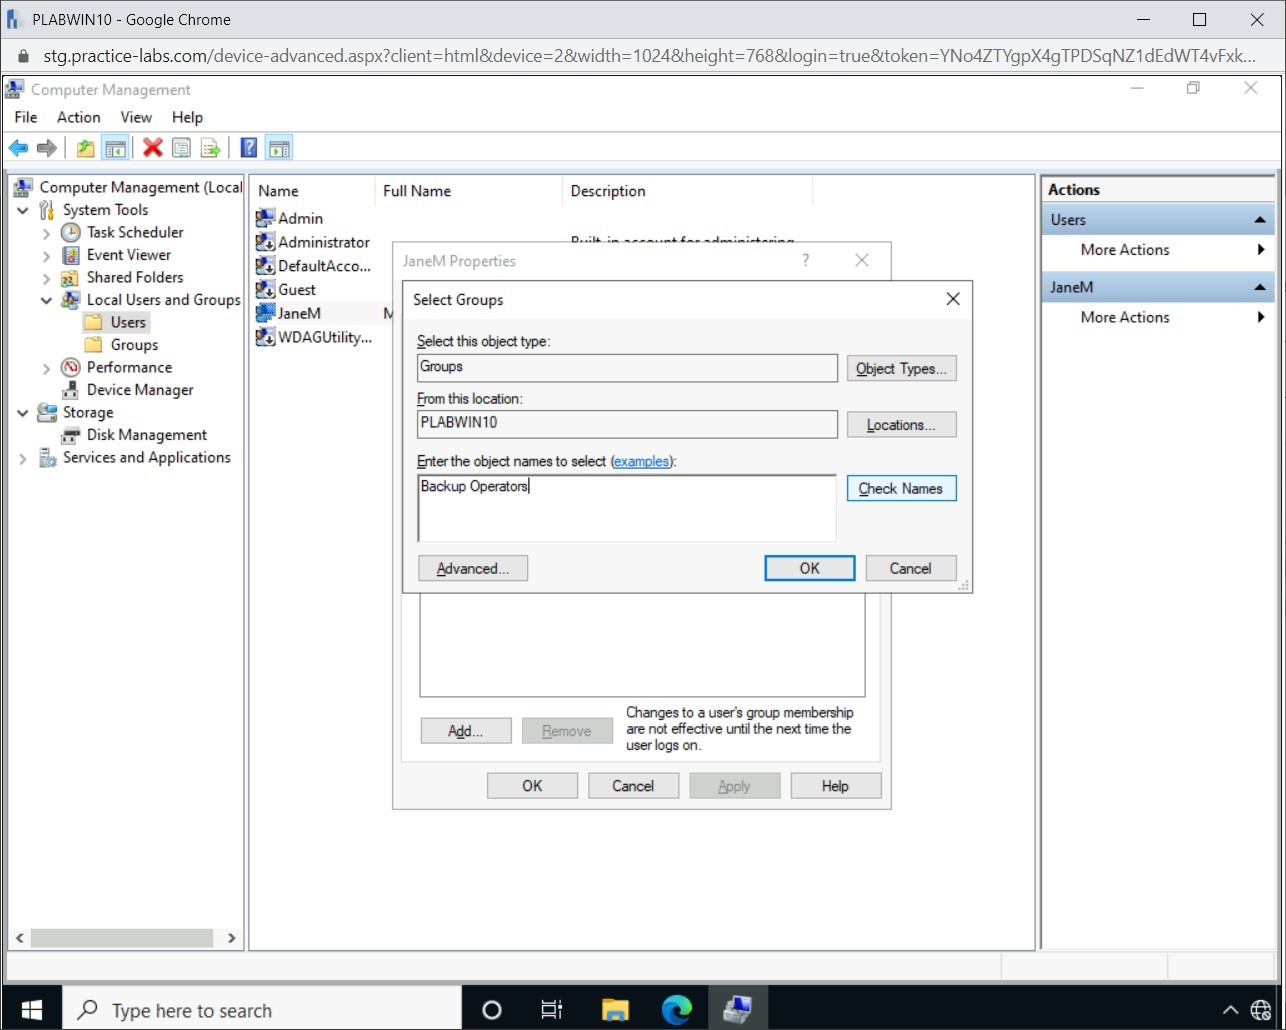 PLABWIN10 - Google Chrome
stg.practice-labs.com/device-advanced.aspx?client=html&device=2&width=1024&height=768&login=true&token=YNo4ZTYgpX4gTPDSqNZ1dEdWT4vFxk...
Computer Management
File Action View Help
Computer Management (Local
System Tools
Task Scheduler
Event Viewer
Shared Folders
Local Users and Groups
Users
Groups
Performance
Device Manager
Storage
Disk Management
Services and Applications
Name Full Name Description
Admin
Administrator Built-in account for administering
DefaultAcco...
Guest
JaneM M
WDAGUtility...
JaneM Properties ?
Select Groups
Select this object type:
Groups
Object Types...
From this location:
PLABWIN10
Locations...
Enter the object names to select (examples):
Backup Operators
Check Names
Advanced... OK Cancel
Add... Remove
Changes to a user's group membership
are not effective until the next time the
user logs on.
OK Cancel Apply Help
Actions
Users
More Actions
JaneM
More Actions
Type here to search